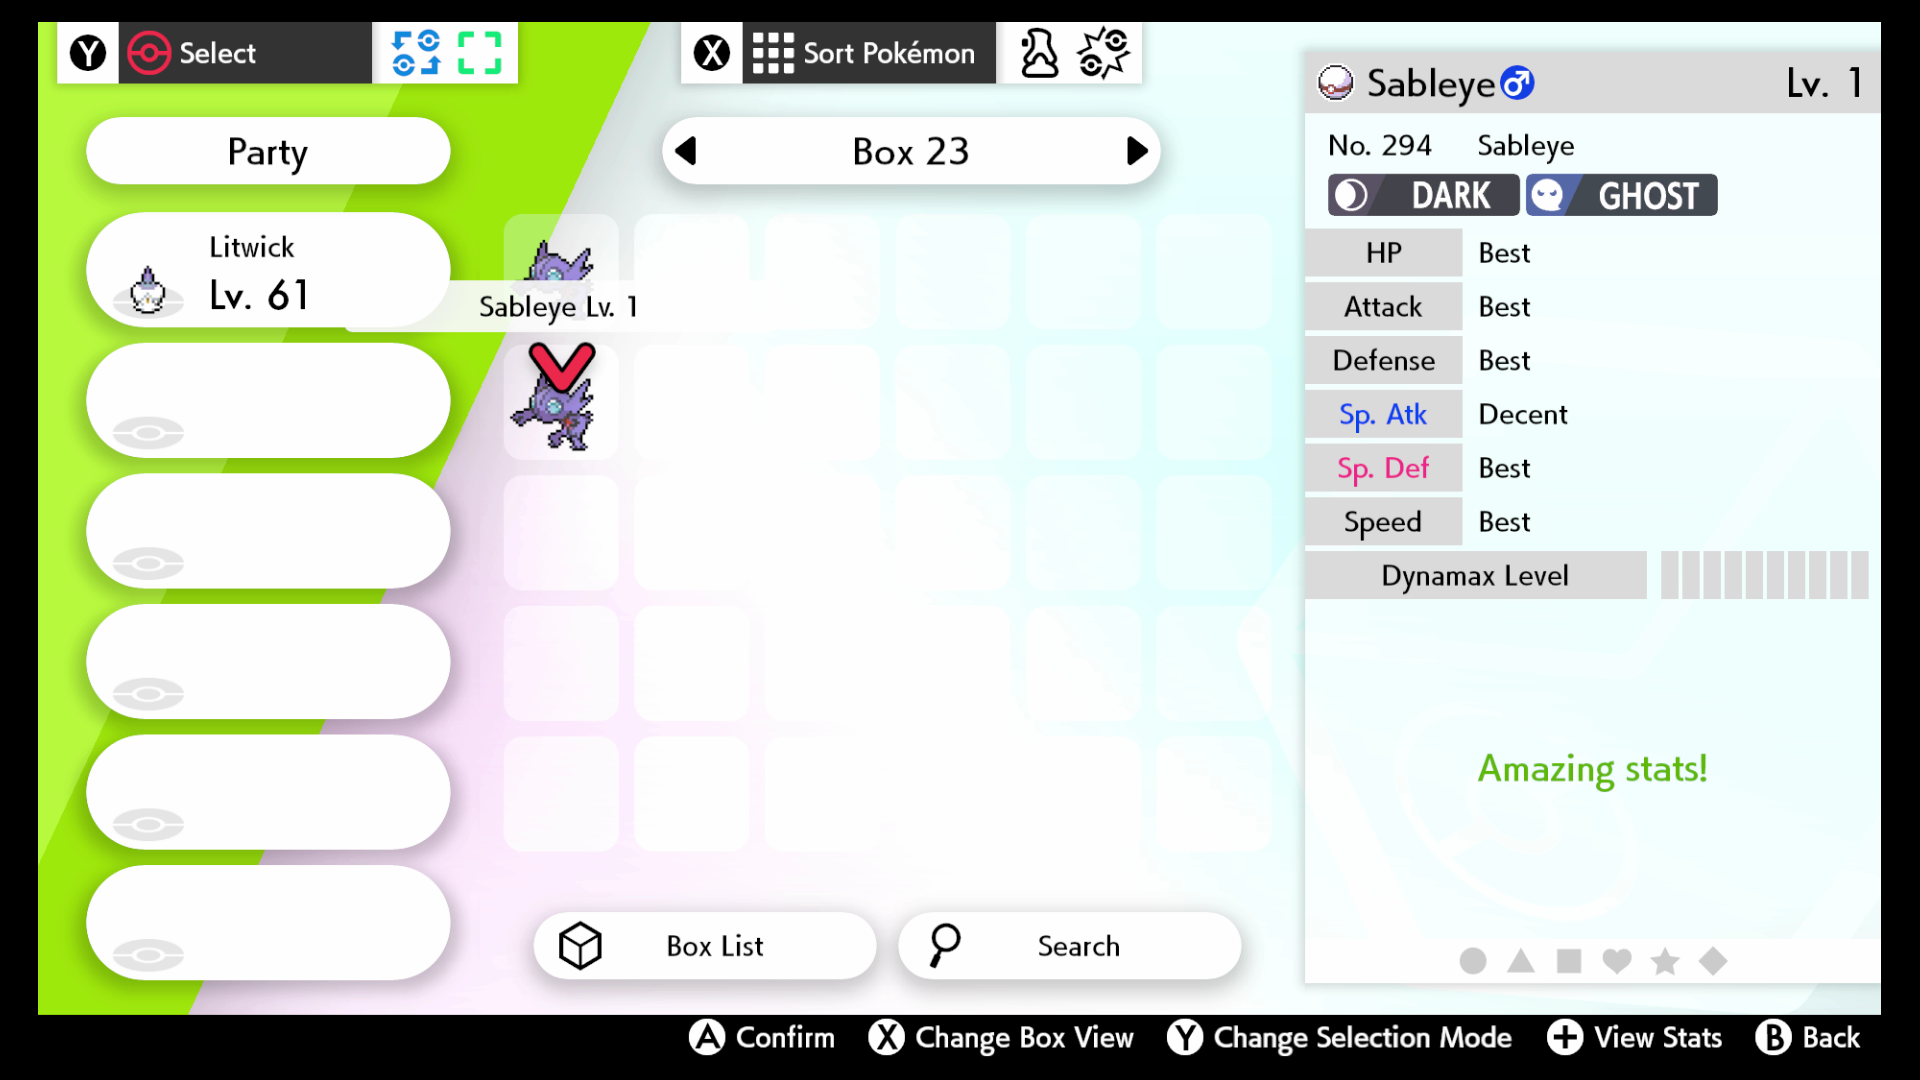 Y Select
X Sort Pokémon
Party
Box 23
Litwick
Lv. 61
Sableye Lv. 1
Box List
Search
Sableye♂ Lv. 1
No. 294 Sableye
DARK GHOST
HP Best
Attack Best
Defense Best
Sp. Atk Decent
Sp. Def Best
Speed Best
Dynamax Level
Amazing stats!
A Confirm X Change Box View Y Change Selection Mode + View Stats B Back